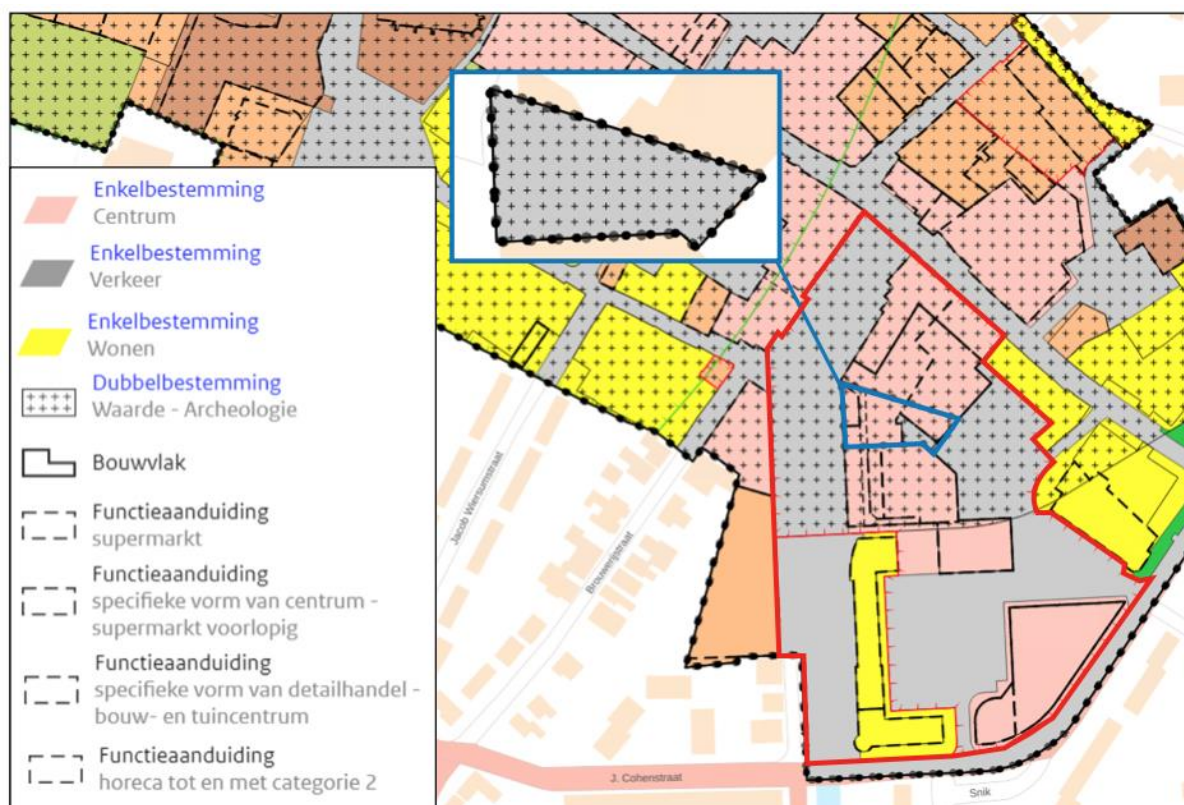 Enkelbestemming
Centrum
Enkelbestemming
Verkeer
Enkelbestemming
Wonen
Dubbelbestemming
Waarde - Archeologie
Bouwvlak
Functieaanduiding
supermarkt
Functieaanduiding
specifieke vorm van centrum -
supermarkt voorlopig
Functieaanduiding
specifieke vorm van detailhandel -
bouw- en tuincentrum
Functieaanduiding
horeca tot en met categorie 2
Jacob Wiersumstraat
Brouwerijstraat
J. Cohenstraat
Snik